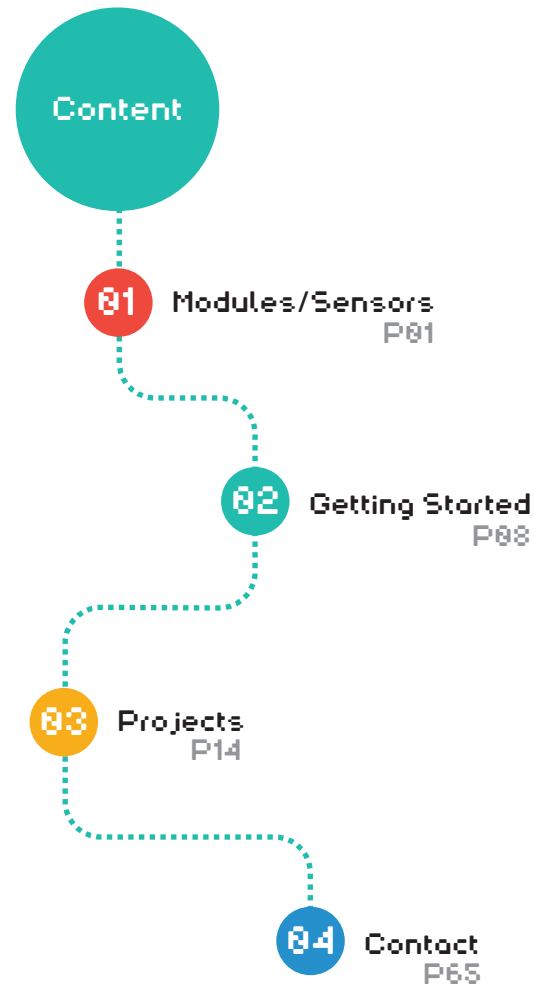 Content
01
Modules/Sensors
P01
02
Getting Started
P08
03
Projects
P14
04
Contact
P65